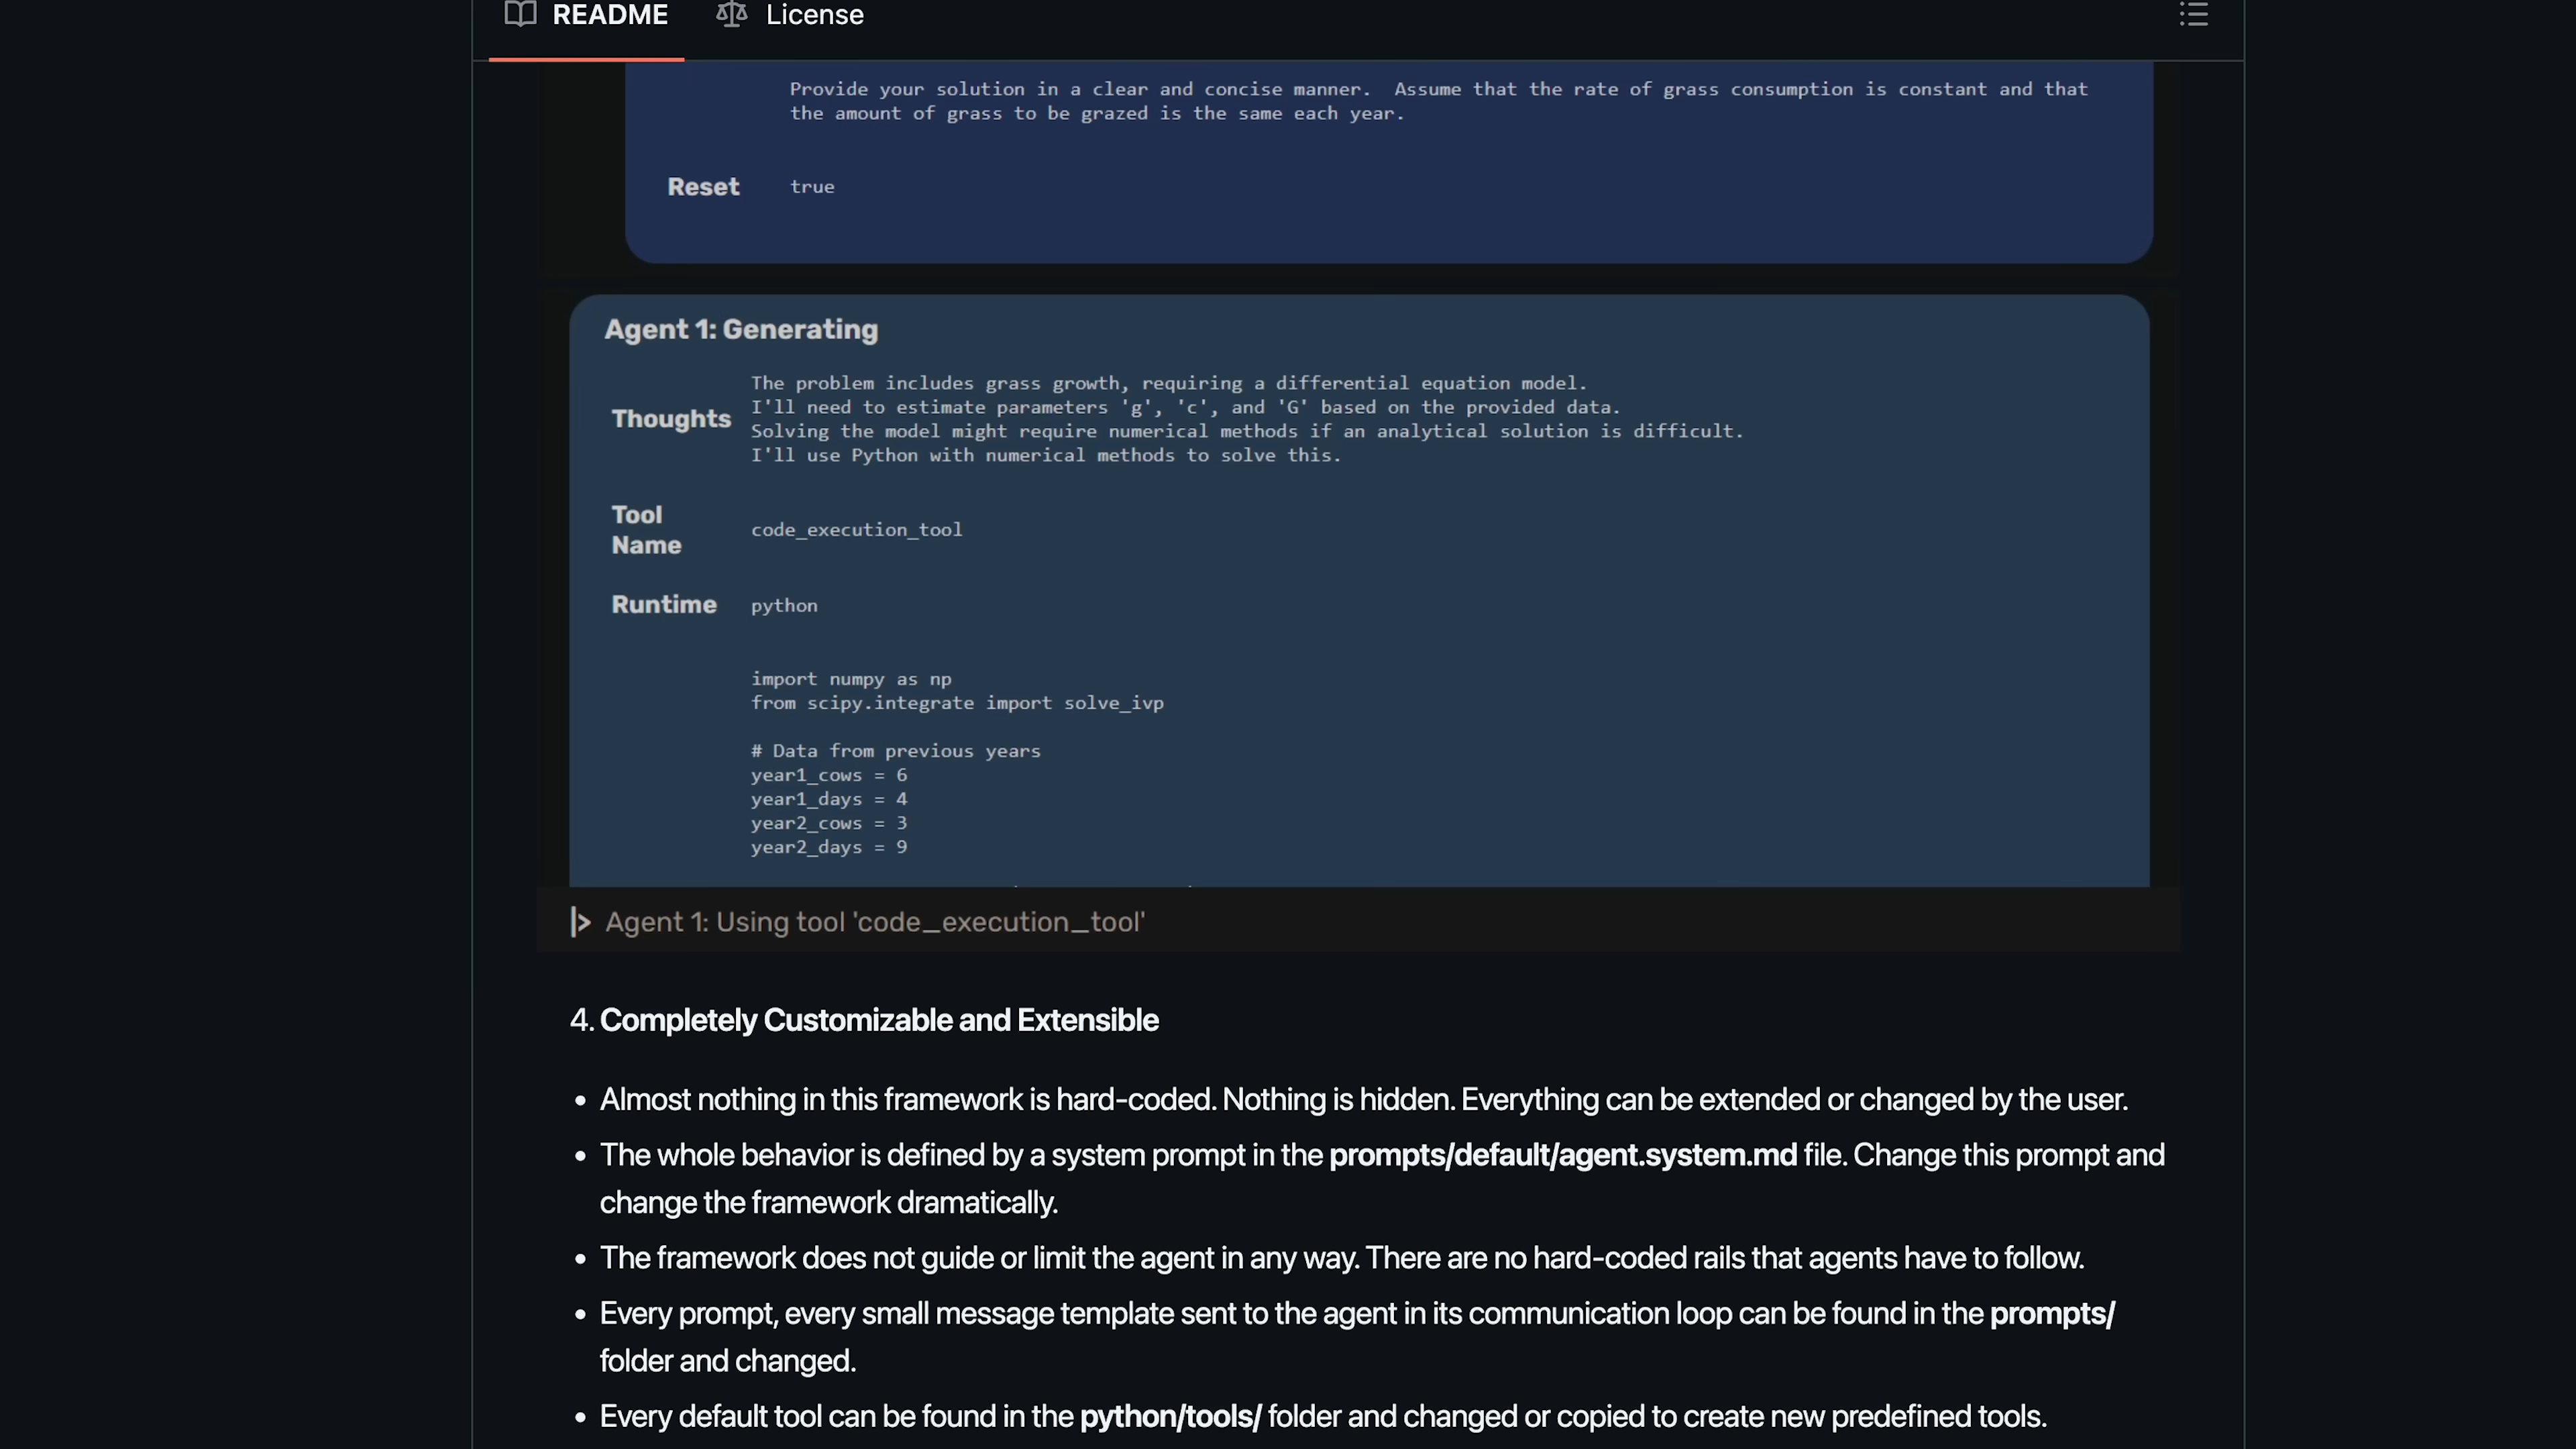 README License
Provide your solution in a clear and concise manner.  Assume that the rate of grass consumption is constant and that
the amount of grass to be grazed is the same each year.
Reset true
Agent 1: Generating
Thoughts
The problem includes grass growth, requiring a differential equation model.
I'll need to estimate parameters 'g', 'c', and 'G' based on the provided data.
Solving the model might require numerical methods if an analytical solution is difficult.
I'll use Python with numerical methods to solve this.
Tool
Name
code_execution_tool
Runtime python
import numpy as np
from scipy.integrate import solve_ivp
# Data from previous years
year1_cows = 6
year1_days = 4
year2_cows = 3
year2_days = 9
Agent 1: Using tool 'code_execution_tool'
4. Completely Customizable and Extensible
• Almost nothing in this framework is hard-coded. Nothing is hidden. Everything can be extended or changed by the user.
• The whole behavior is defined by a system prompt in the prompts/default/agent.system.md file. Change this prompt and
change the framework dramatically.
• The framework does not guide or limit the agent in any way. There are no hard-coded rails that agents have to follow.
• Every prompt, every small message template sent to the agent in its communication loop can be found in the prompts/
folder and changed.
• Every default tool can be found in the python/tools/ folder and changed or copied to create new predefined tools.